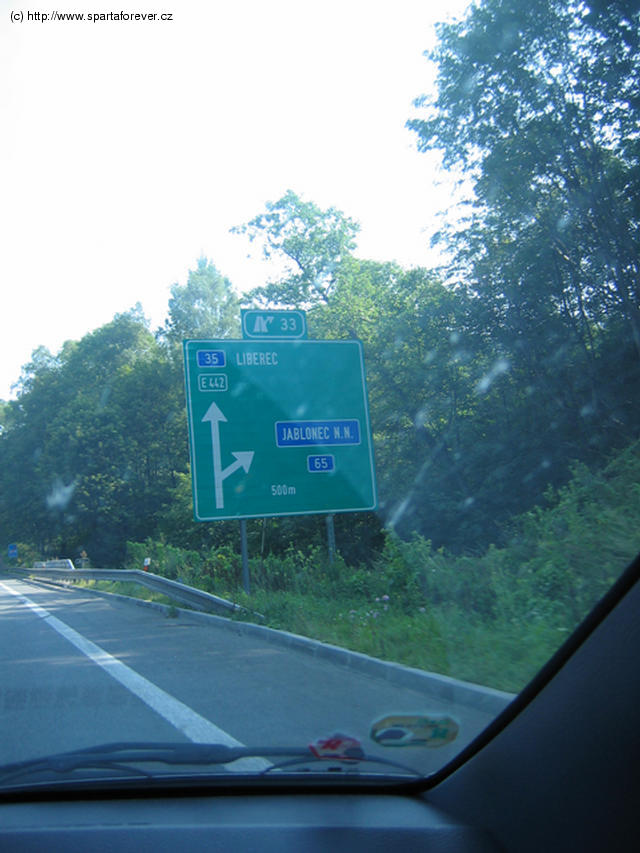 (c) http://www.spartaforever.cz
33
35 LIBEREC
E 442
JABLONEC N.N.
65
500m